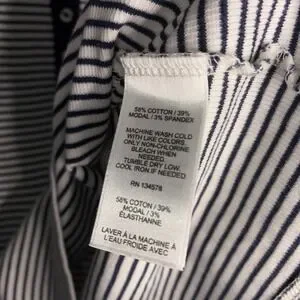 58% COTTON / 39%
MODAL / 3% SPANDEX
MACHINE WASH COLD
WITH LIKE COLORS.
ONLY NON-CHLORINE
BLEACH WHEN
NEEDED.
TUMBLE DRY LOW.
COOL IRON IF NEEDED.
RN 134578
58% COTON / 39%
MODAL / 3%
ÉLASTHANNE
LAVER À LA MACHINE À
L'EAU FROIDE AVEC